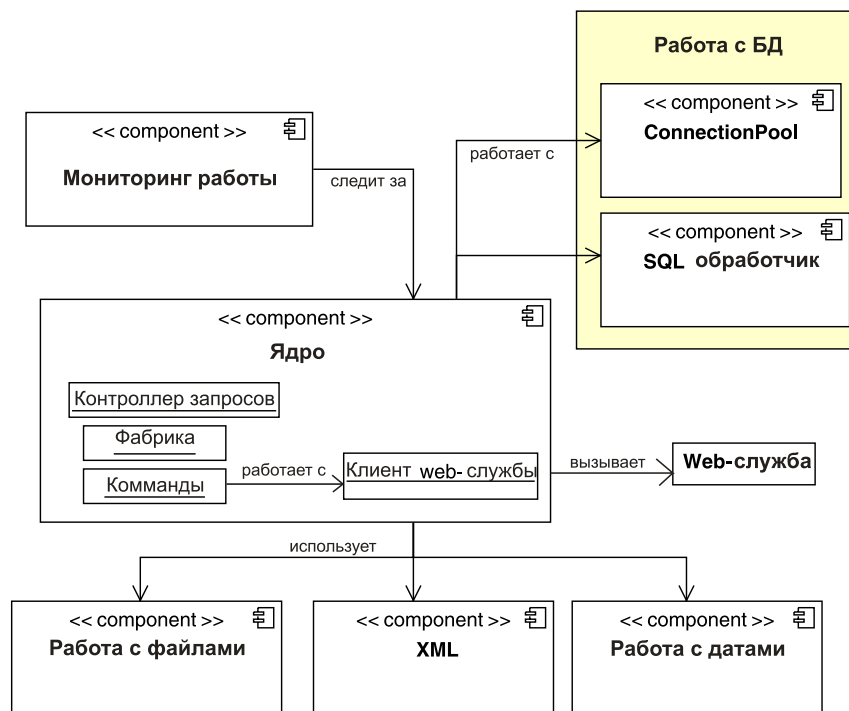 Работа с БД
<< component >>
ConnectionPool
<< component >>
Мониторинг работы
работает с
следит за
<< component >>
SQL обработчик
<< component >>
Ядро
Контроллер запросов
Фабрика
Комманды
работает с
Клиент web-службы
вызывает
Web-служба
использует
<< component >>
Работа с файлами
<< component >>
XML
<< component >>
Работа с датами